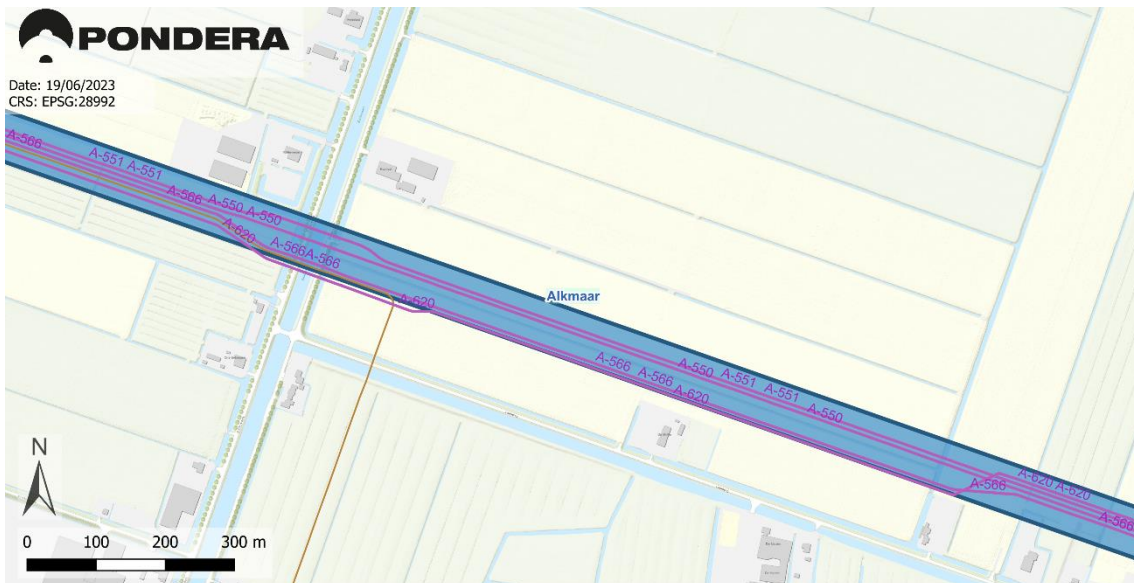 PONDERA
Date: 19/06/2023
CRS: EPSG:28992
A-566
A-551 A-551
A-566 A-550 A-550
A-620
A-566 A-566
A-620
Alkmaar
A-566 A-566 A-620
A-550 A-551 A-551 A-550
A-566
A-620 A-620
A-566
N
0 100 200 300 m